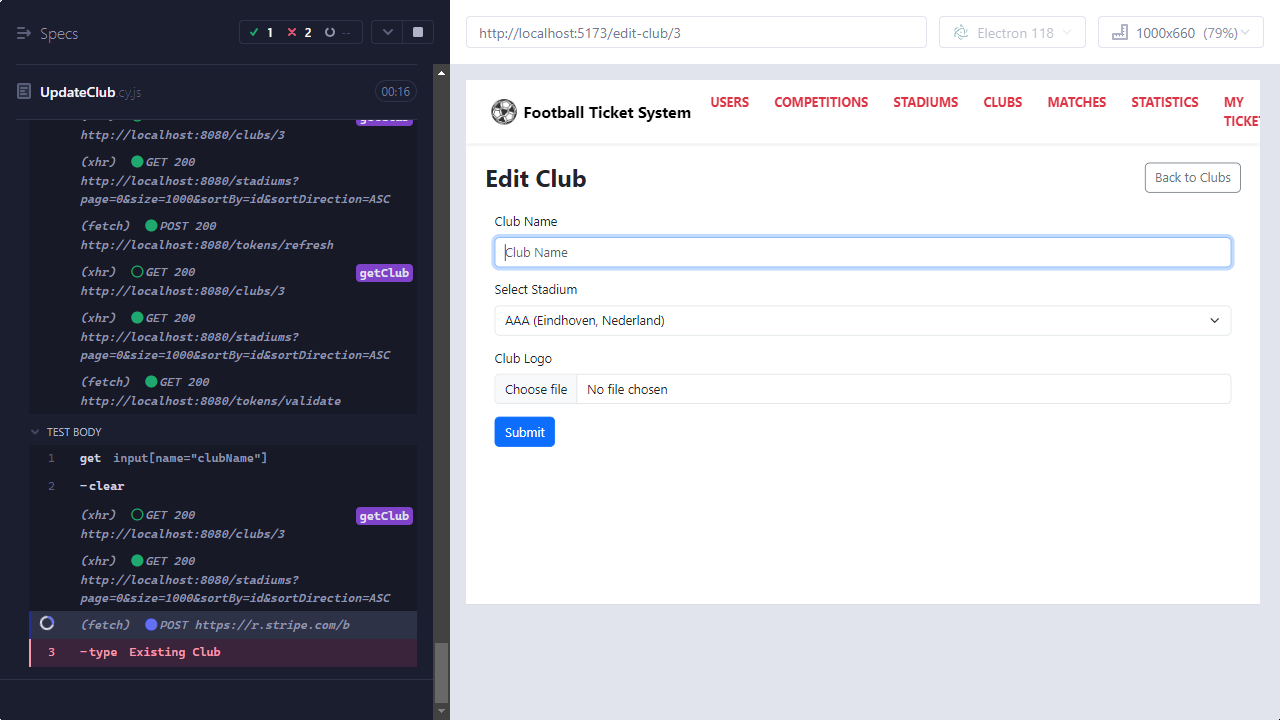 Specs
1
2
--
UpdateClub.cy.js
00:16
http://localhost:8080/clubs/3
(xhr) GET 200
http://localhost:8080/stadiums?
page=0&size=1000&sortBy=id&sortDirection=ASC
(fetch) POST 200
http://localhost:8080/tokens/refresh
(xhr) GET 200 getClub
http://localhost:8080/clubs/3
(xhr) GET 200
http://localhost:8080/stadiums?
page=0&size=1000&sortBy=id&sortDirection=ASC
(fetch) GET 200
http://localhost:8080/tokens/validate
TEST BODY
1 get input[name="clubName"]
2 -clear
(xhr) GET 200 getClub
http://localhost:8080/clubs/3
(xhr) GET 200
http://localhost:8080/stadiums?
page=0&size=1000&sortBy=id&sortDirection=ASC
(fetch) POST https://r.stripe.com/b
3 -type Existing Club
http://localhost:5173/edit-club/3
Electron 118
1000x660 (79%)
Football Ticket System
USERS
COMPETITIONS
STADIUMS
CLUBS
MATCHES
STATISTICS
MY
TICKE
Edit Club
Back to Clubs
Club Name
Club Name
Select Stadium
AAA (Eindhoven, Nederland)
Club Logo
Choose file No file chosen
Submit